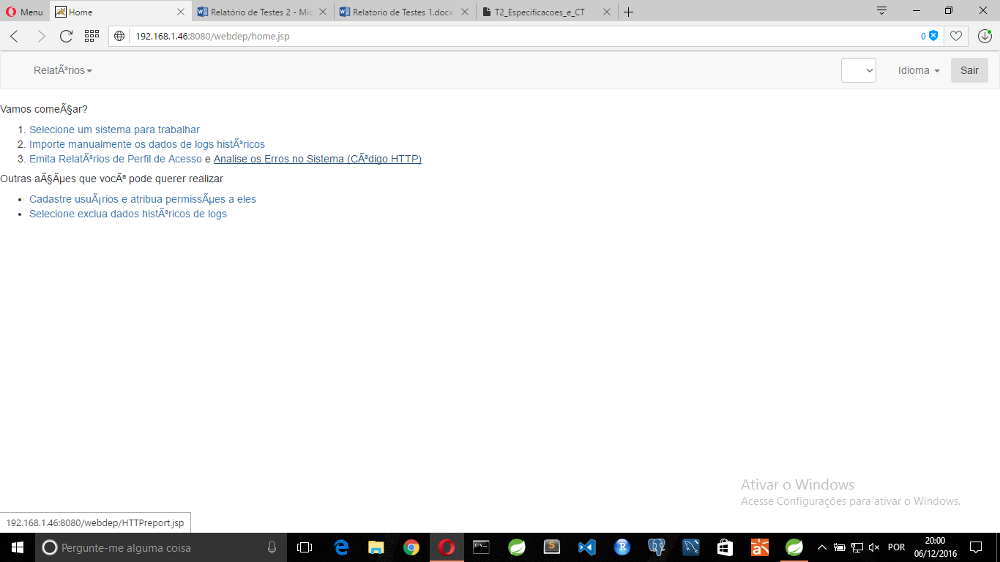 Menu
Home
Relatório de Testes 2 - Mic
Relatorio de Testes 1.docx
T2_Especificacoes_e_CT
192.168.1.46:8080/webdep/home.jsp
0
RelatÃ³rios
Idioma
Sair
Vamos comeÃ§ar?
1. Selecione um sistema para trabalhar
2. Importe manualmente os dados de logs histÃ³ricos
3. Emita RelatÃ³rios de Perfil de Acesso e Analise os Erros no Sistema (CÃ³digo HTTP)
Outras aÃ§Ãµes que vocÃª pode querer realizar
• Cadastre usuÃ¡rios e atribua permissÃµes a eles
• Selecione exclua dados histÃ³ricos de logs
Ativar o Windows
Acesse Configurações para ativar o Windows.
192.168.1.46:8080/webdep/HTTPreport.jsp
Pergunte-me alguma coisa
POR
20:00
06/12/2016